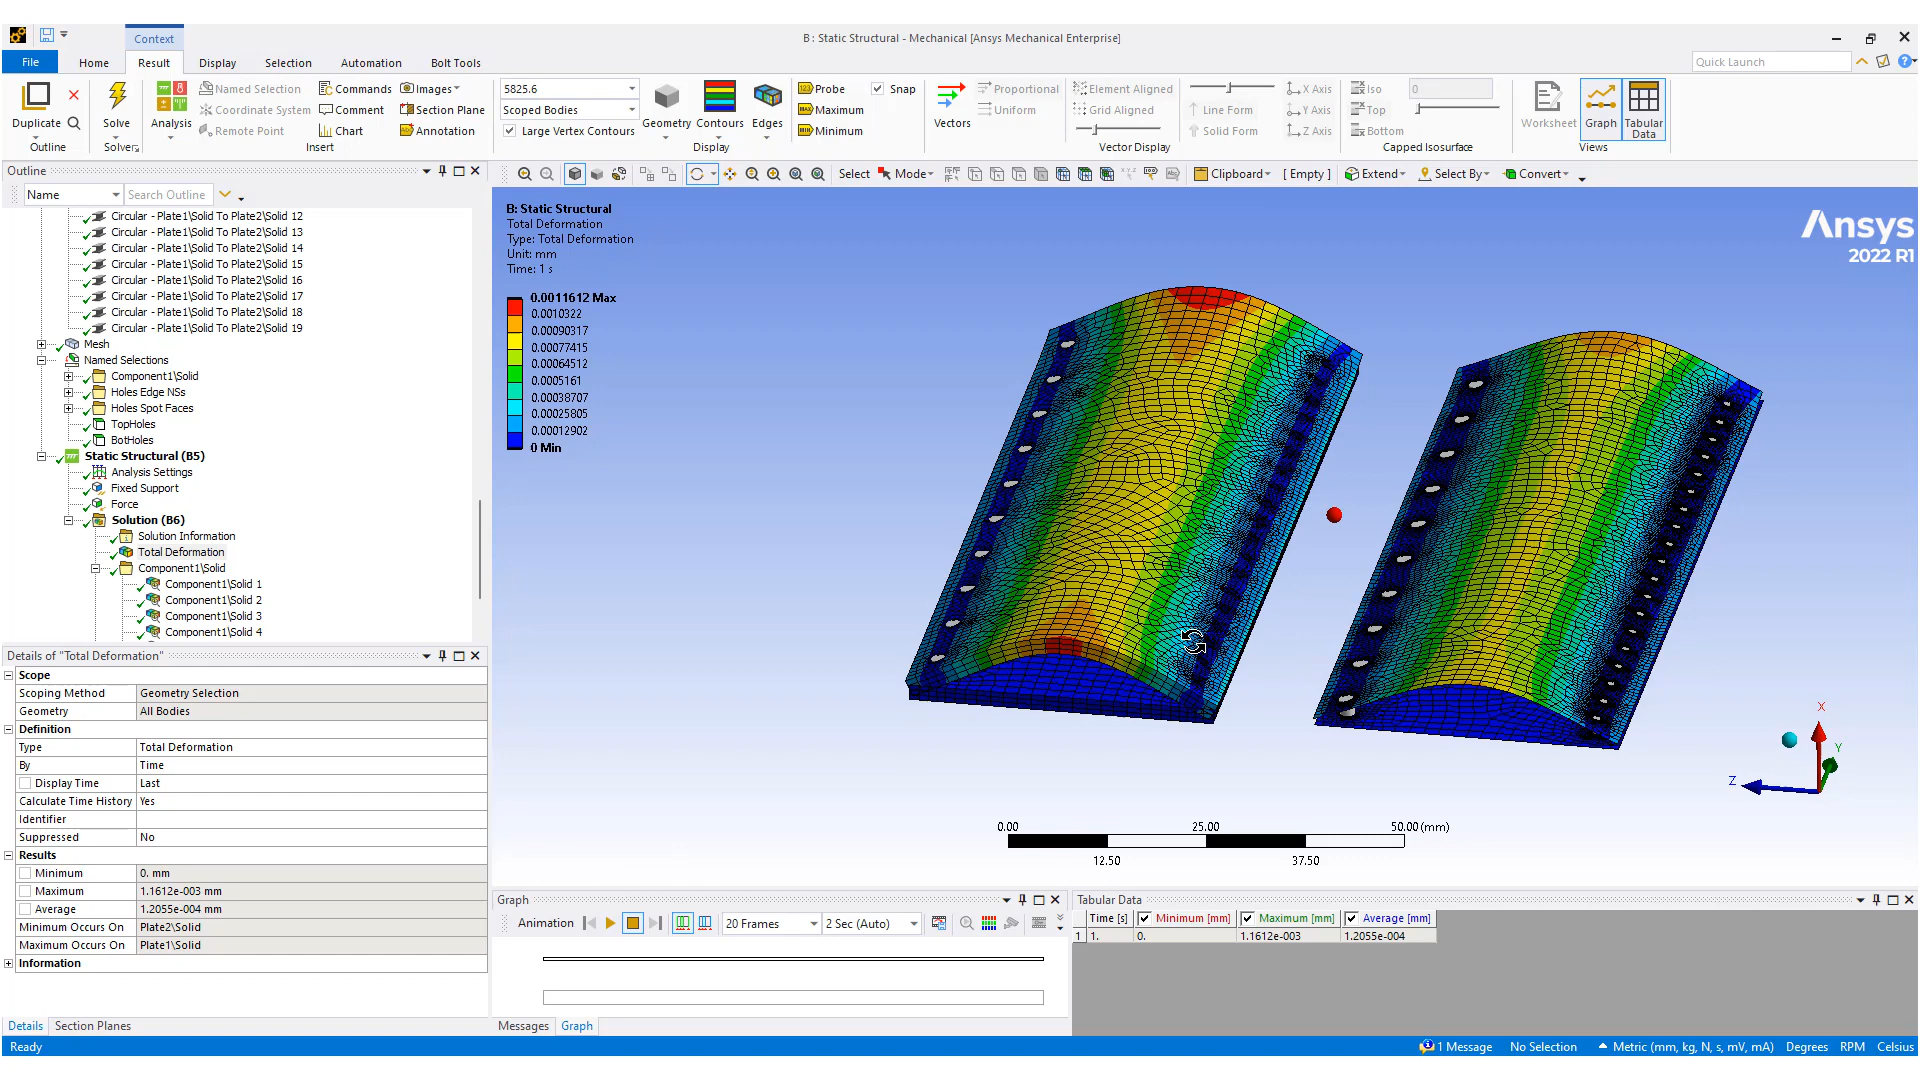 Context
B : Static Structural - Mechanical [Ansys Mechanical Enterprise]
File Home Result Display Selection Automation Bolt Tools
Quick Launch
Duplicate
Outline
Solve
Solver
Analysis
Named Selection
Coordinate System
Remote Point
Commands
Comment
Chart
Images
Section Plane
Annotation
Insert
5825.6
Scoped Bodies
Large Vertex Contours
Geometry
Contours
Edges
Display
Probe
Maximum
Minimum
Snap
Vectors
Proportional
Uniform
Element Aligned
Grid Aligned
Line Form
Solid Form
X Axis
Y Axis
Z Axis
Vector Display
Iso
Top
Bottom
0
Capped Isosurface
Worksheet
Graph
Tabular Data
Views
Outline
Name Search Outline
Select Mode Clipboard [ Empty ] Extend Select By Convert
Circular - Plate1\Solid To Plate2\Solid 12
Circular - Plate1\Solid To Plate2\Solid 13
Circular - Plate1\Solid To Plate2\Solid 14
Circular - Plate1\Solid To Plate2\Solid 15
Circular - Plate1\Solid To Plate2\Solid 16
Circular - Plate1\Solid To Plate2\Solid 17
Circular - Plate1\Solid To Plate2\Solid 18
Circular - Plate1\Solid To Plate2\Solid 19
Mesh
Named Selections
Component1\Solid
Holes Edge NSs
Holes Spot Faces
TopHoles
BotHoles
Static Structural (B5)
Analysis Settings
Fixed Support
Force
Solution (B6)
Solution Information
Total Deformation
Component1\Solid
Component1\Solid 1
Component1\Solid 2
Component1\Solid 3
Component1\Solid 4
Details of "Total Deformation"
Scope
Scoping Method Geometry Selection
Geometry All Bodies
Definition
Type Total Deformation
By Time
Display Time Last
Calculate Time History Yes
Identifier
Suppressed No
Results
Minimum 0. mm
Maximum 1.1612e-003 mm
Average 1.2055e-004 mm
Minimum Occurs On Plate2\Solid
Maximum Occurs On Plate1\Solid
Information
Details Section Planes
B: Static Structural
Total Deformation
Type: Total Deformation
Unit: mm
Time: 1 s
0.0011612 Max
0.0010322
0.00090317
0.00077415
0.00064512
0.0005161
0.00038707
0.00025805
0.00012902
0 Min
Ansys
2022 R1
X
Y
Z
0.00 25.00 50.00 (mm)
12.50 37.50
Graph
Animation 20 Frames 2 Sec (Auto)
Messages Graph
Tabular Data
Time [s] Minimum [mm] Maximum [mm] Average [mm]
1 1. 0. 1.1612e-003 1.2055e-004
Ready 1 Message No Selection Metric (mm, kg, N, s, mV, mA) Degrees RPM Celsius